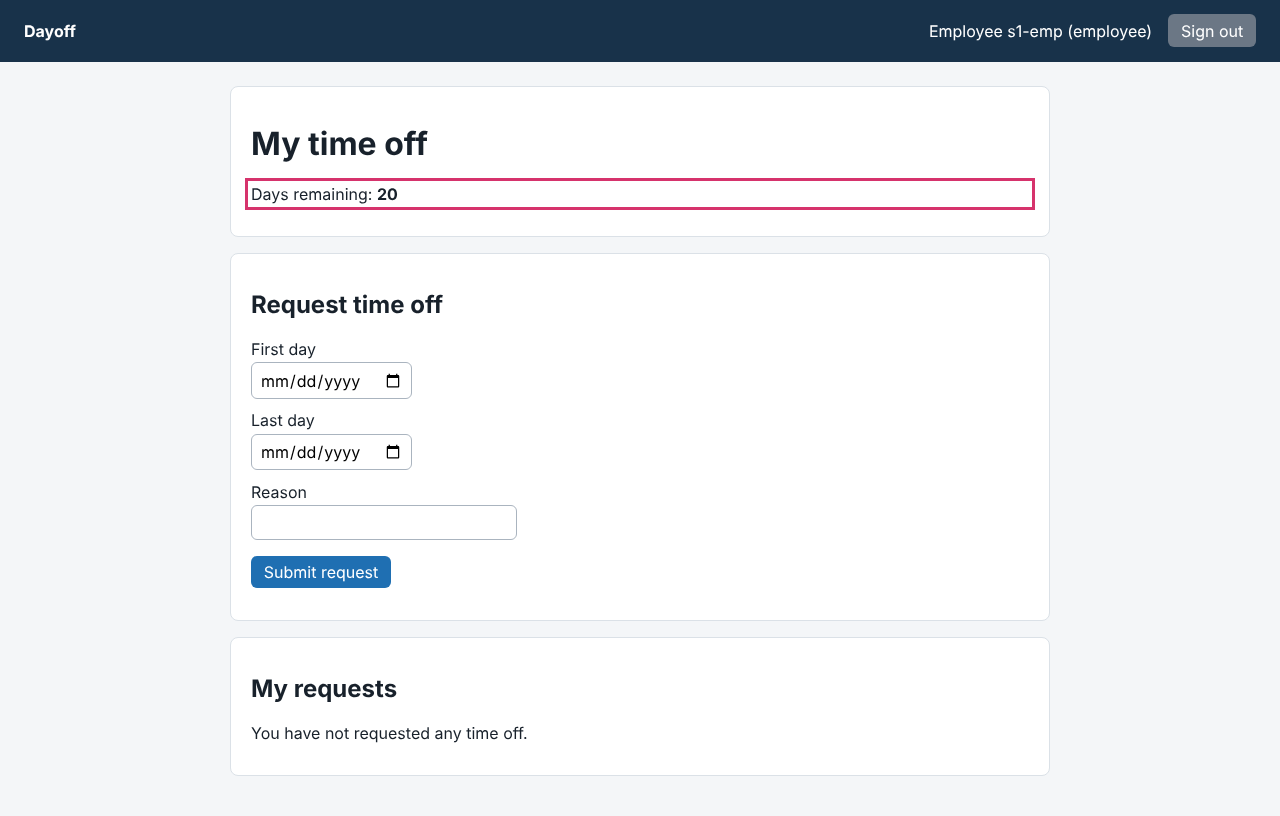 Dayoff
Employee s1-emp (employee)
Sign out
My time off
Days remaining: 20
Request time off
First day
mm/dd/yyyy
Last day
mm/dd/yyyy
Reason
Submit request
My requests
You have not requested any time off.